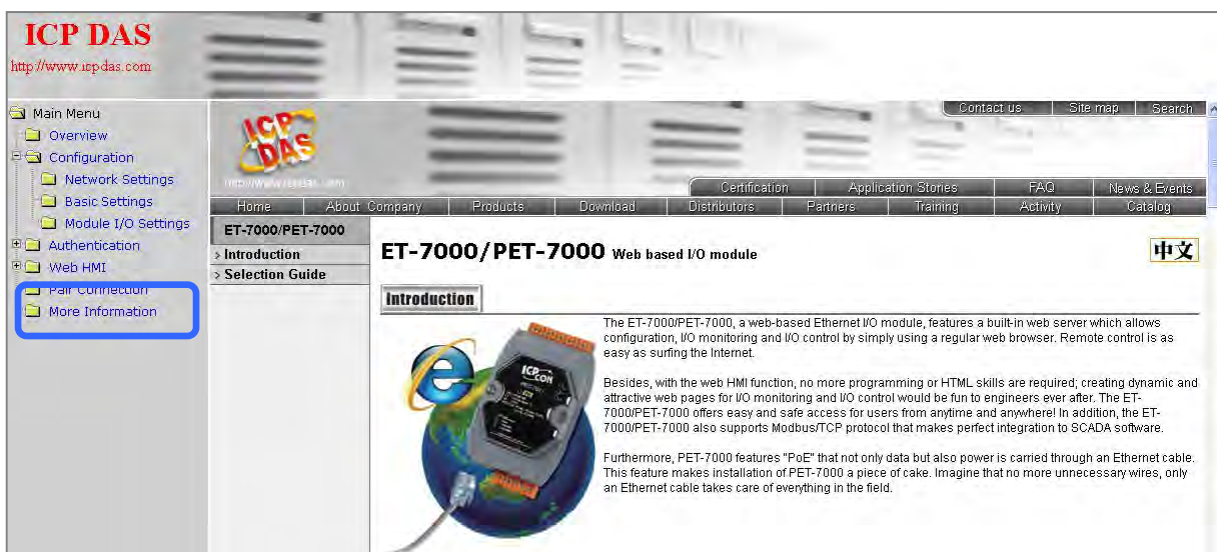 ICP DAS
http://www.icpdas.com
Main Menu
Overview
Configuration
Network Settings
Basic Settings
Module I/O Settings
Authentication
Web HMI
Pair Connection
More Information
ICP
DAS
Contact us
Site map
Search
Certification
Application Stories
FAQ
News & Events
Home
About Company
Products
Download
Distributors
Partners
Training
Activity
Catalog
ET-7000/PET-7000
> Introduction
> Selection Guide
ET-7000/PET-7000 Web based I/O module
中文
Introduction
ICP
CON
The ET-7000/PET-7000, a web-based Ethernet I/O module, features a built-in web server which allows
configuration, I/O monitoring and I/O control by simply using a regular web browser. Remote control is as
easy as surfing the Internet.
Besides, with the web HMI function, no more programming or HTML skills are required; creating dynamic and
attractive web pages for I/O monitoring and I/O control would be fun to engineers ever after. The ET-
7000/PET-7000 offers easy and safe access for users from anytime and anywhere! In addition, the ET-
7000/PET-7000 also supports Modbus/TCP protocol that makes perfect integration to SCADA software.
Furthermore, PET-7000 features "PoE" that not only data but also power is carried through an Ethernet cable.
This feature makes installation of PET-7000 a piece of cake. Imagine that no more unnecessary wires, only
an Ethernet cable takes care of everything in the field.